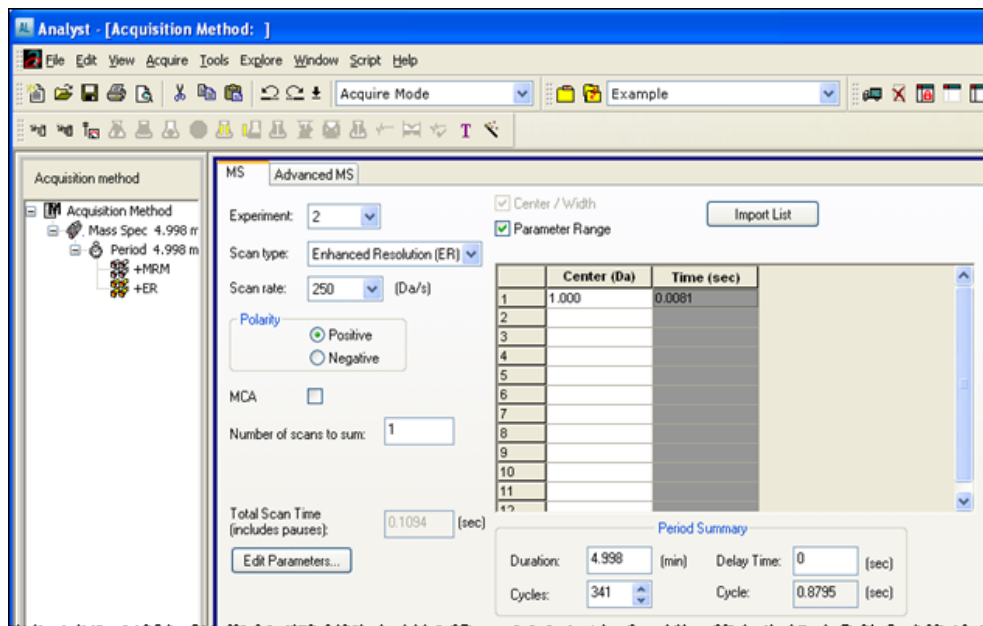 Analyst - [Acquisition Method: ]
File Edit View Acquire Tools Explore Window Script Help
Acquire Mode
Example
Acquisition method
Acquisition Method
Mass Spec 4.998 m
Period 4.998 m
+MRM
+ER
MS
Advanced MS
Experiment: 2
Scan type: Enhanced Resolution (ER)
Scan rate: 250 (Da/s)
Polarity
Positive
Negative
MCA
Number of scans to sum: 1
Total Scan Time
(includes pauses): 0.1094 (sec)
Edit Parameters...
Center / Width
Parameter Range
Import List
Center (Da) Time (sec)
1 1.000 0.0081
2
3
4
5
6
7
8
9
10
11
12
Period Summary
Duration: 4.998 (min) Delay Time: 0 (sec)
Cycles: 341 Cycle: 0.8795 (sec)